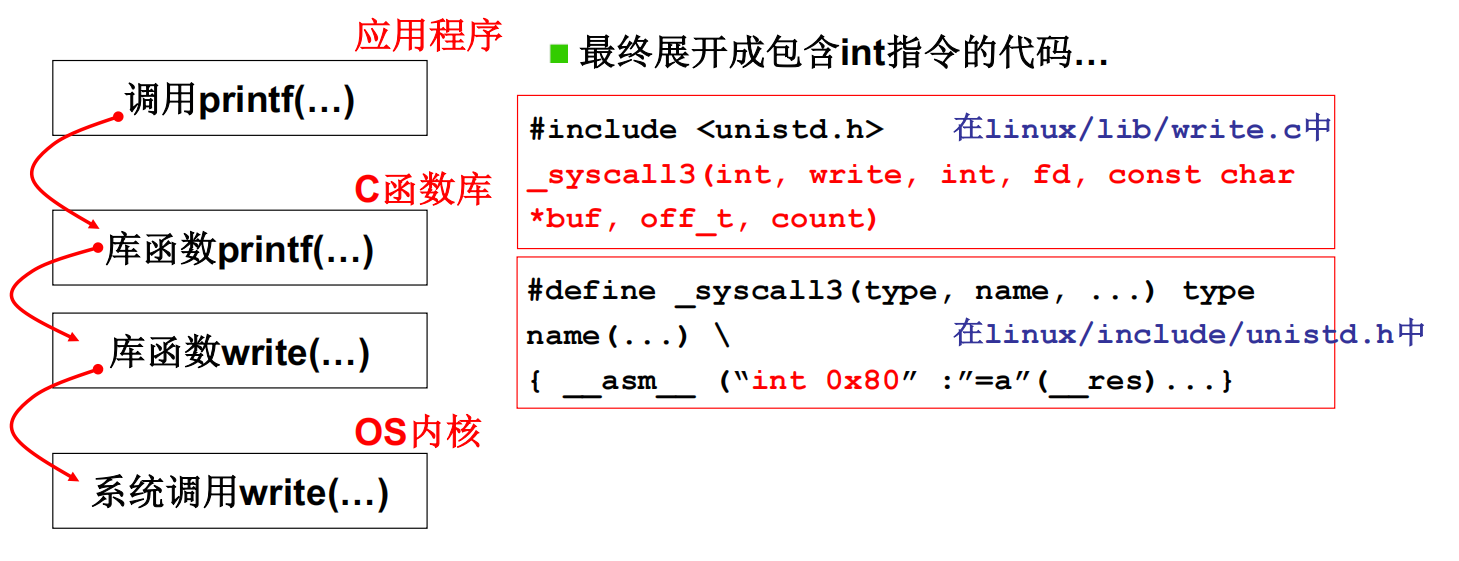 应用程序
调用printf(…)
C函数库
库函数printf(…)
库函数write(…)
OS内核
系统调用write(…)
最终展开成包含int指令的代码…
#include <unistd.h> 在linux/lib/write.c中
_syscall3(int, write, int, fd, const char
*buf, off_t, count)
#define _syscall3(type, name, ...) type
name(...) \ 在linux/include/unistd.h中
{ __asm__ (“int 0x80” :”=a”(__res)...}